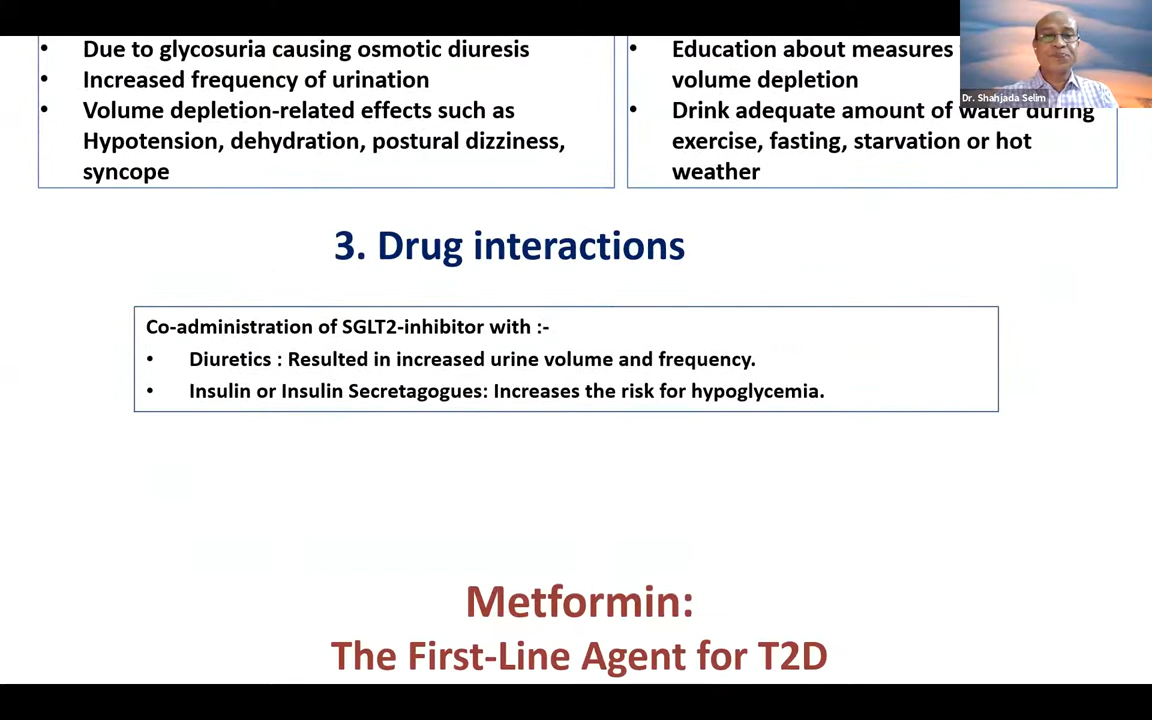 • Due to glycosuria causing osmotic diuresis
• Increased frequency of urination
• Volume depletion-related effects such as
Hypotension, dehydration, postural dizziness,
syncope
• Education about measures
volume depletion
• Drink adequate amount of water during
exercise, fasting, starvation or hot
weather
Dr. Shahjada Selim
3. Drug interactions
Co-administration of SGLT2-inhibitor with :-
• Diuretics : Resulted in increased urine volume and frequency.
• Insulin or Insulin Secretagogues: Increases the risk for hypoglycemia.
Metformin:
The First-Line Agent for T2D